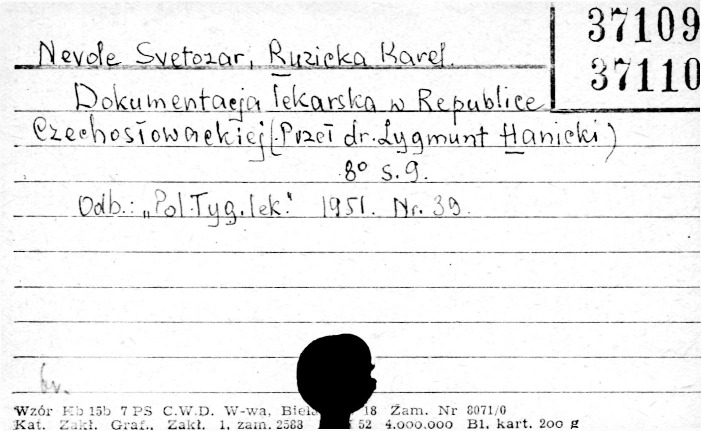 37109
37110
Nevole Svetozar, Ruzicka Karel.
Dokumentacja lekarska w Republice
Czechosłowackiej (Przeł dr. Zygmunt Hanicki)
8° s. 9.
Odb.: „Pol. Tyg. lek." 1951. Nr. 39.
br.
Wzór Kb 15b 7 PS C.W.D. W-wa, 18 Zam. Nr 8071/0
Kat. Zakł. Graf., Zakł. 1, zam. 2583 52 4.000.000 Bl. kart. 200 g